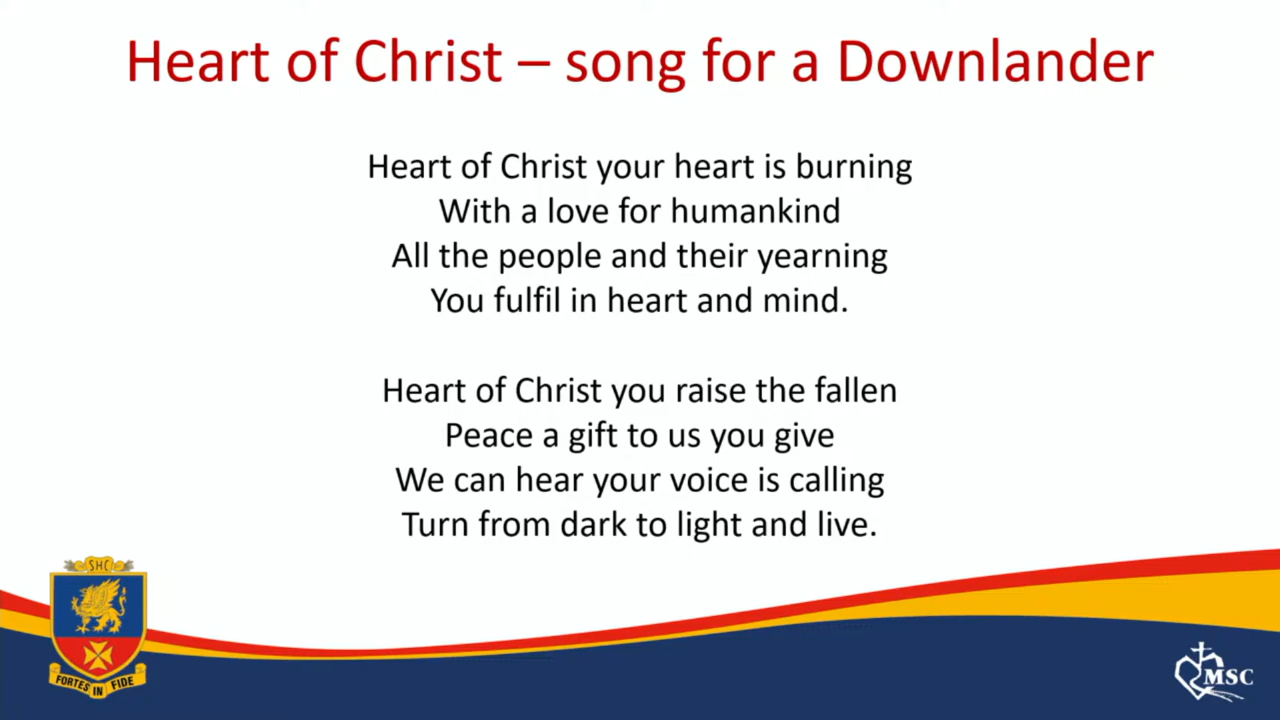 Heart of Christ – song for a Downlander
Heart of Christ your heart is burning
With a love for humankind
All the people and their yearning
You fulfil in heart and mind.
Heart of Christ you raise the fallen
Peace a gift to us you give
We can hear your voice is calling
Turn from dark to light and live.
SHC
FORTES IN FIDE
MSC